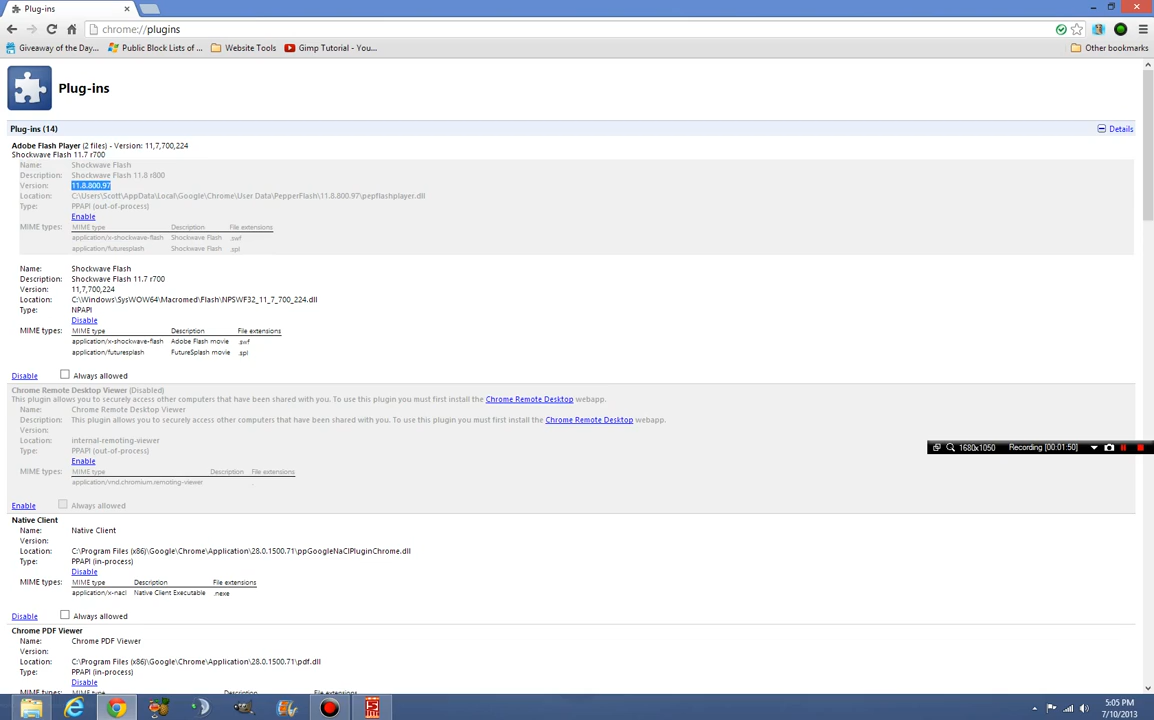 Plug-ins
chrome://plugins
Giveaway of the Day... Public Block Lists of ... Website Tools Gimp Tutorial - You... Other bookmarks
Plug-ins
Plug-ins (14) Details
Adobe Flash Player (2 files) - Version: 11,7,700,224
Shockwave Flash 11.7 r700
Name: Shockwave Flash
Description: Shockwave Flash 11.8 r800
Version: 11.8.800.97
Location: C:\Users\Scott\AppData\Local\Google\Chrome\User Data\PepperFlash\11.8.800.97\pepflashplayer.dll
Type: PPAPI (out-of-process)
Enable
MIME types: MIME type Description File extensions
application/x-shockwave-flash Shockwave Flash .swf
application/futuresplash Shockwave Flash .spl
Name: Shockwave Flash
Description: Shockwave Flash 11.7 r700
Version: 11,7,700,224
Location: C:\Windows\SysWOW64\Macromed\Flash\NPSWF32_11_7_700_224.dll
Type: NPAPI
Disable
MIME types: MIME type Description File extensions
application/x-shockwave-flash Adobe Flash movie .swf
application/futuresplash FutureSplash movie .spl
Disable Always allowed
Chrome Remote Desktop Viewer (Disabled)
This plugin allows you to securely access other computers that have been shared with you. To use this plugin you must first install the Chrome Remote Desktop webapp.
Name: Chrome Remote Desktop Viewer
Description: This plugin allows you to securely access other computers that have been shared with you. To use this plugin you must first install the Chrome Remote Desktop webapp.
Version:
Location: internal-remoting-viewer
Type: PPAPI (out-of-process)
Enable
MIME types: MIME type Description File extensions
application/vnd.chromium.remoting-viewer .
Enable Always allowed
1680x1050 Recording [00:01:50]
Native Client
Name: Native Client
Version:
Location: C:\Program Files (x86)\Google\Chrome\Application\28.0.1500.71\ppGoogleNaClPluginChrome.dll
Type: PPAPI (in-process)
Disable
MIME types: MIME type Description File extensions
application/x-nacl Native Client Executable .nexe
Disable Always allowed
Chrome PDF Viewer
Name: Chrome PDF Viewer
Version:
Location: C:\Program Files (x86)\Google\Chrome\Application\28.0.1500.71\pdf.dll
Type: PPAPI (in-process)
Disable
MIME types: MIME type Description File extensions
5:05 PM
7/10/2013